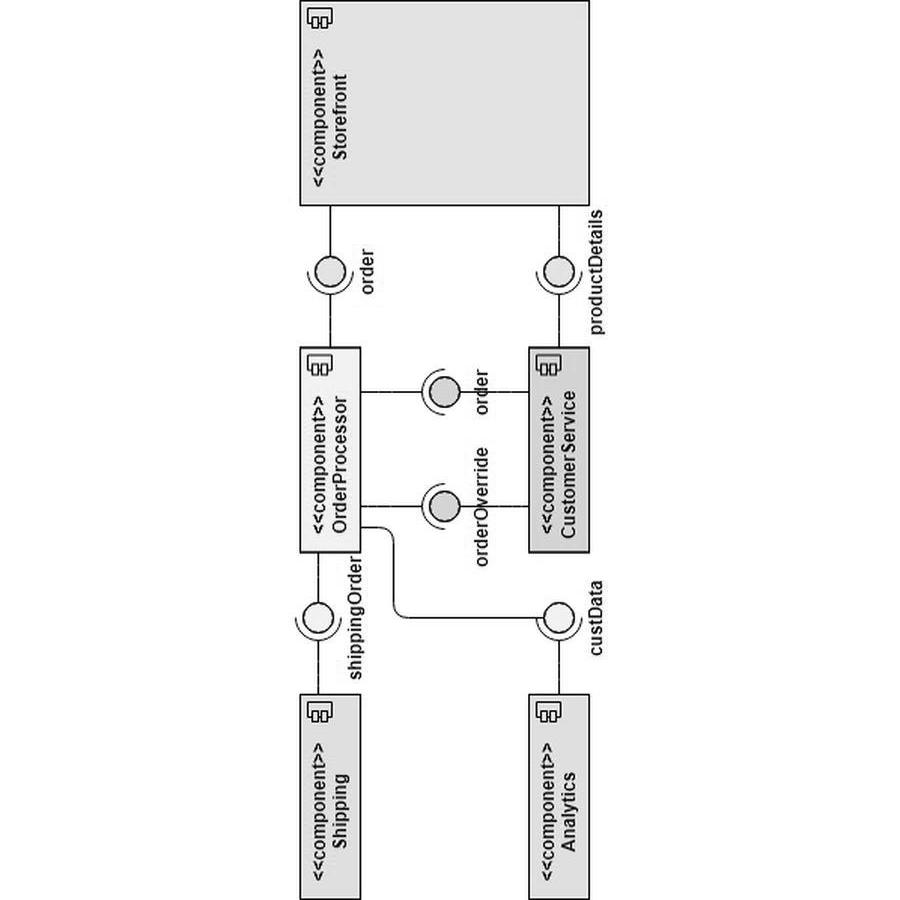 <<component>>
Storefront
order
productDetails
<<component>>
OrderProcessor
order
orderOverride
<<component>>
CustomerService
shippingOrder
custData
<<component>>
Shipping
<<component>>
Analytics